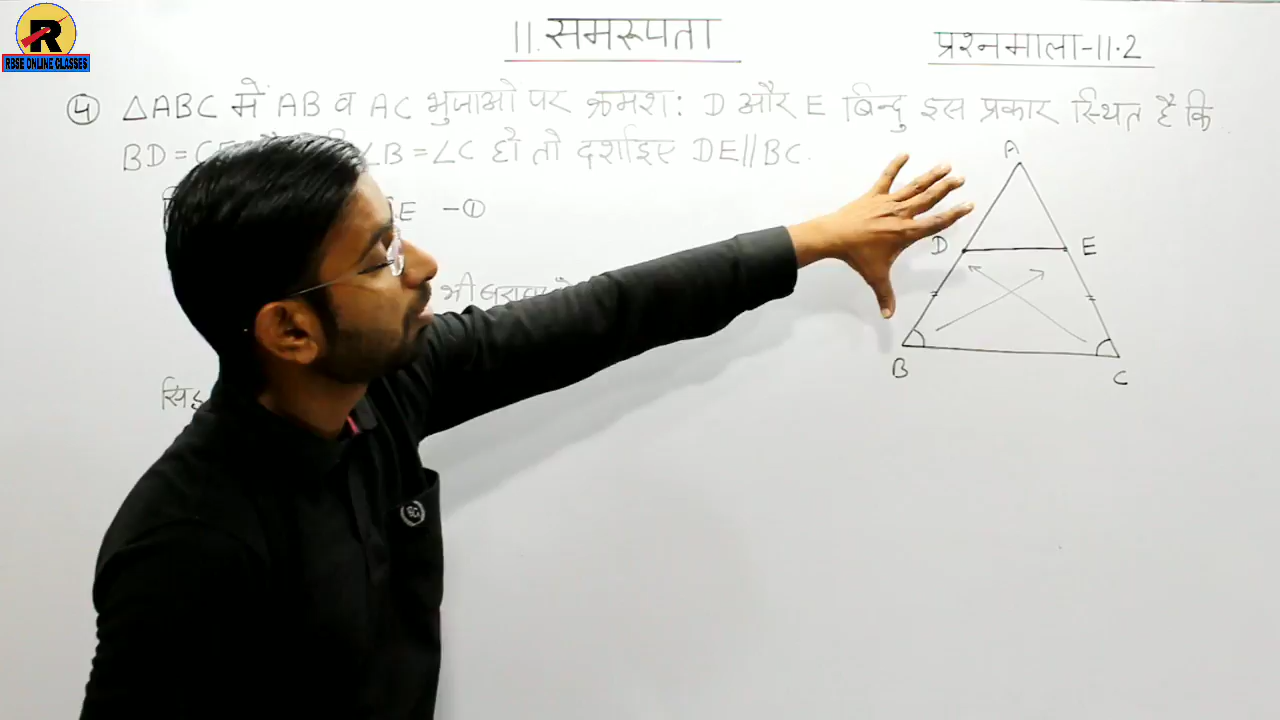 R
RBSE ONLINE CLASSES
11. समरूपता
प्रश्नमाला-11.2
④ △ABC में AB व AC भुजाओं पर क्रमश: D और E बिन्दु इस प्रकार स्थित है कि
BD = ∠B = ∠C हो तो दर्शाइए DE||BC.
E -①
भी
A
D
E
B
C